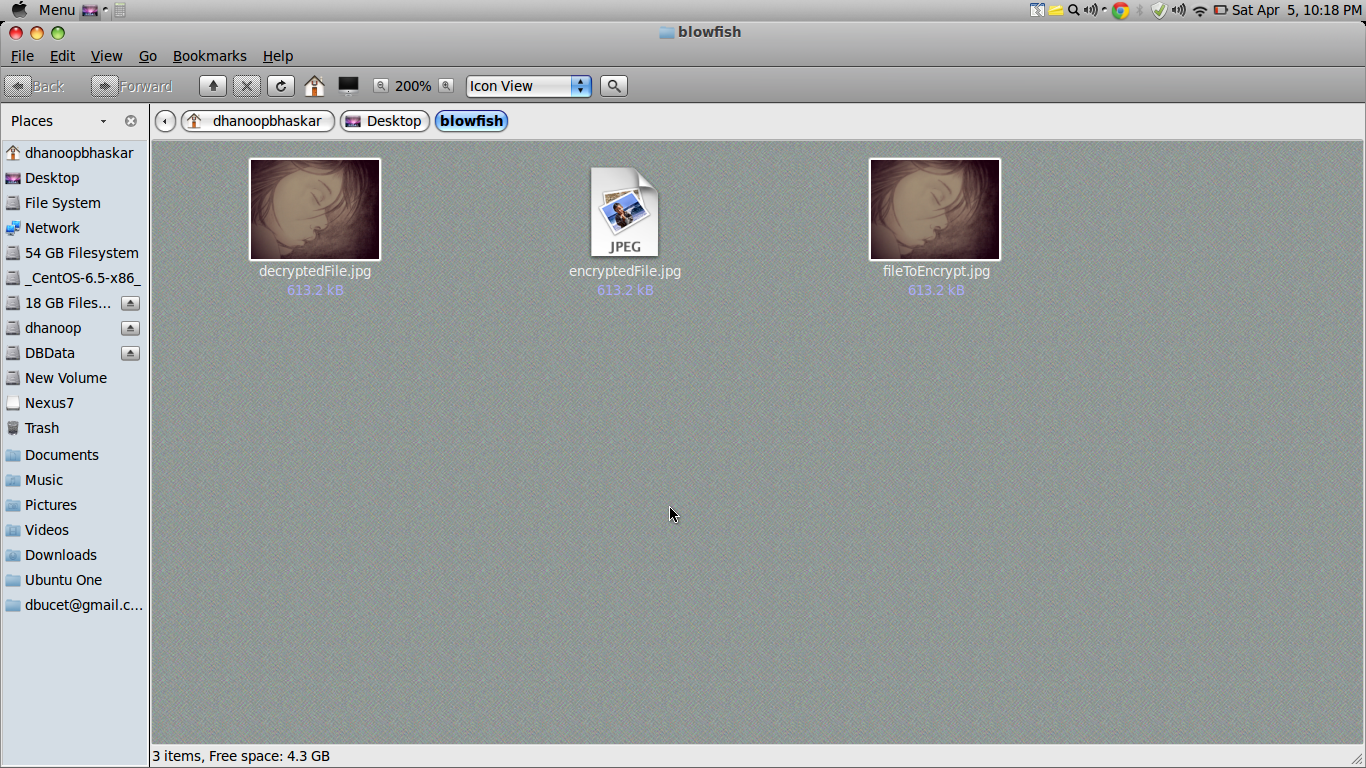 Menu
Sat Apr 5, 10:18 PM
blowfish
File Edit View Go Bookmarks Help
Back Forward 200% Icon View
Places
dhanoopbhaskar Desktop blowfish
dhanoopbhaskar
Desktop
File System
Network
54 GB Filesystem
_CentOS-6.5-x86_
18 GB Files...
dhanoop
DBData
New Volume
Nexus7
Trash
Documents
Music
Pictures
Videos
Downloads
Ubuntu One
dbucet@gmail.c...
JPEG
decryptedFile.jpg encryptedFile.jpg fileToEncrypt.jpg
613.2 kB 613.2 kB 613.2 kB
3 items, Free space: 4.3 GB